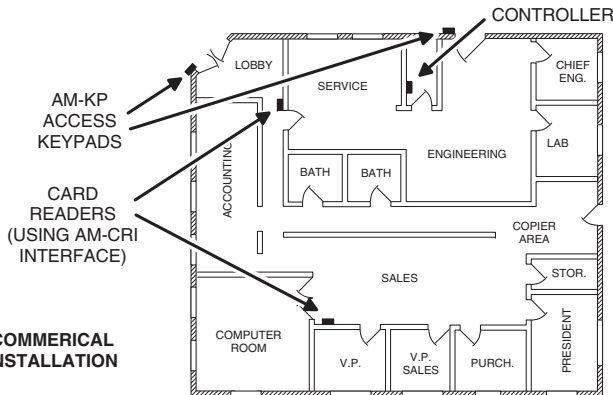 CONTROLLER
AM-KP
ACCESS
KEYPADS
CARD
READERS
(USING AM-CRI
INTERFACE)
LOBBY
SERVICE
CHIEF
ENG.
ACCOUNTING
BATH
BATH
ENGINEERING
LAB
COPIER
AREA
SALES
STOR.
COMPUTER
ROOM
V.P.
V.P.
SALES
PURCH.
PRESIDENT
COMMERICAL
NSTALLATION